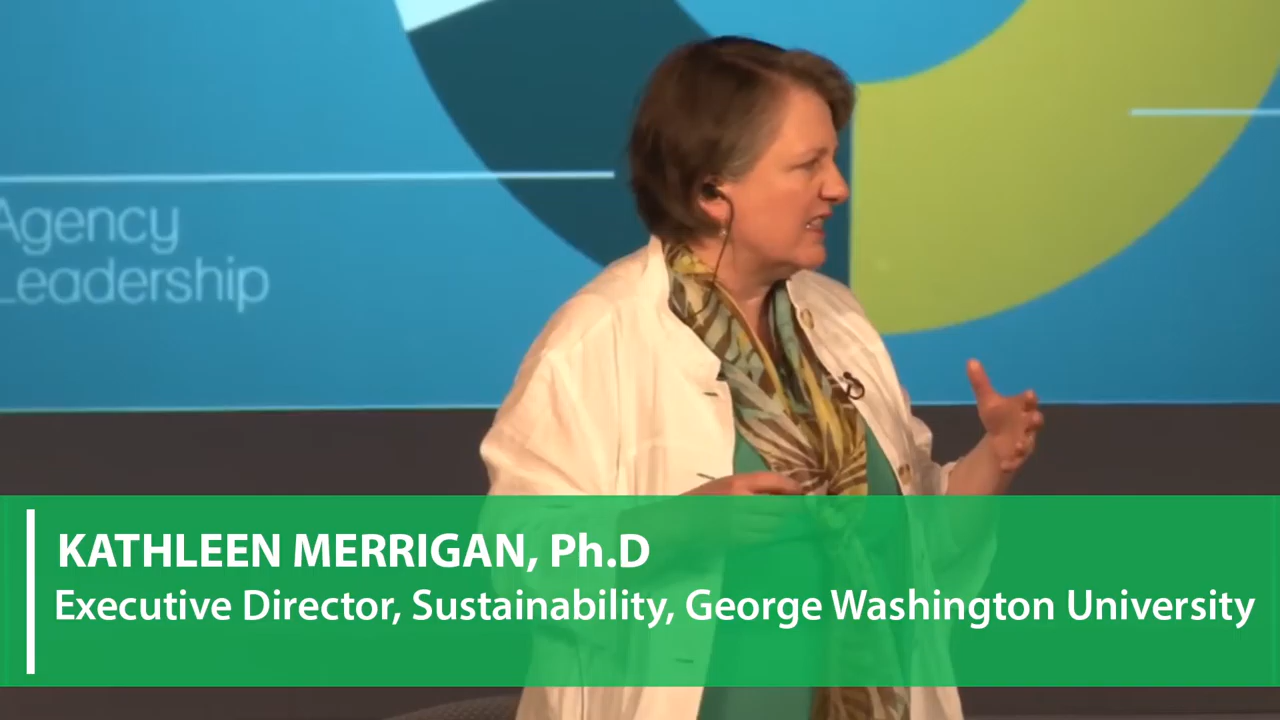 Agency
Leadership
KATHLEEN MERRIGAN, Ph.D
Executive Director, Sustainability, George Washington University